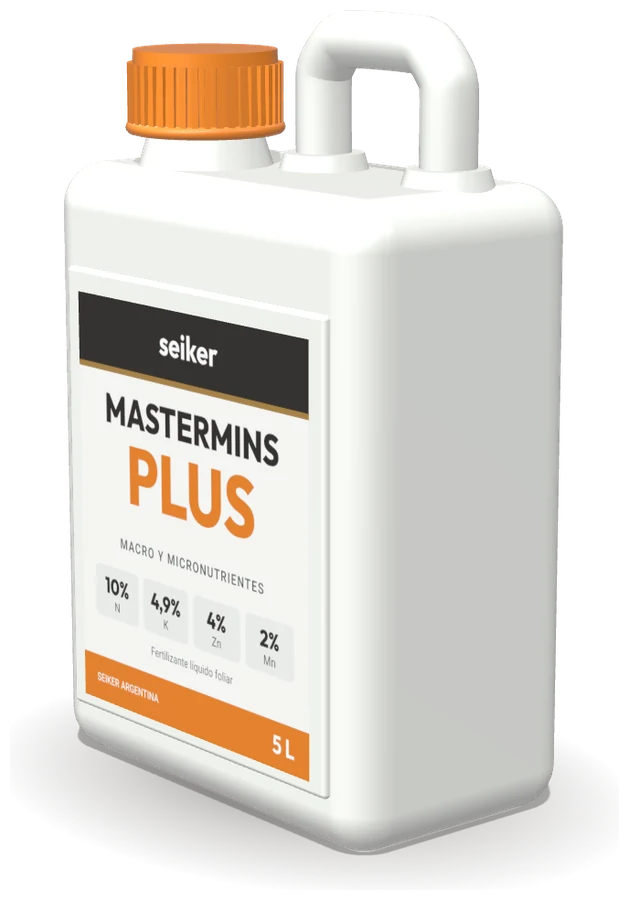 seiker
MASTERMINS
PLUS
MACRO Y MICRONUTRIENTES
10% 4,9% 4% 2%
N K Zn Mn
Fertilizante líquido foliar
SEIKER ARGENTINA
5 L